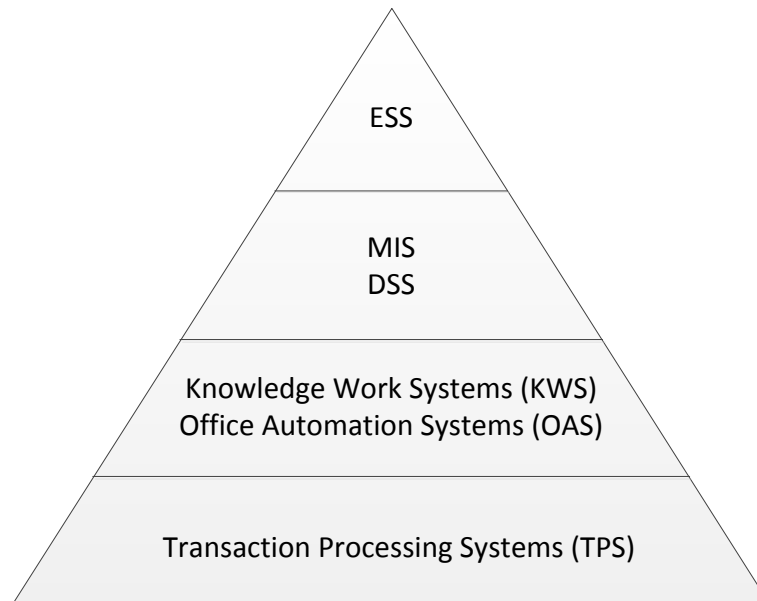 ESS
MIS
DSS
Knowledge Work Systems (KWS)
Office Automation Systems (OAS)
Transaction Processing Systems (TPS)